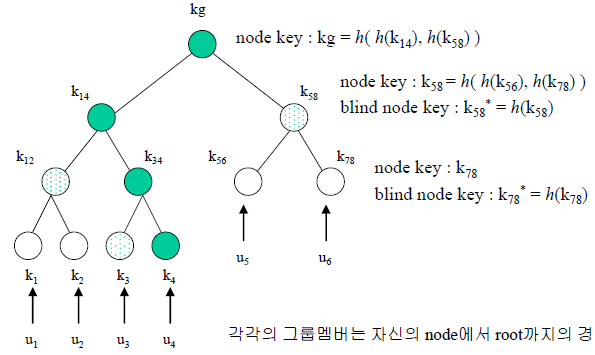 kg
node key : kg = h( h(k14), h(k58) )
k14
k58
node key : k58 = h( h(k56), h(k78) )
blind node key : k58* = h(k58)
k12
k34
k56
k78
node key : k78
blind node key : k78* = h(k78)
k1
k2
k3
k4
u5
u6
u1
u2
u3
u4
각각의 그룹멤버는 자신의 node에서 root까지의 경